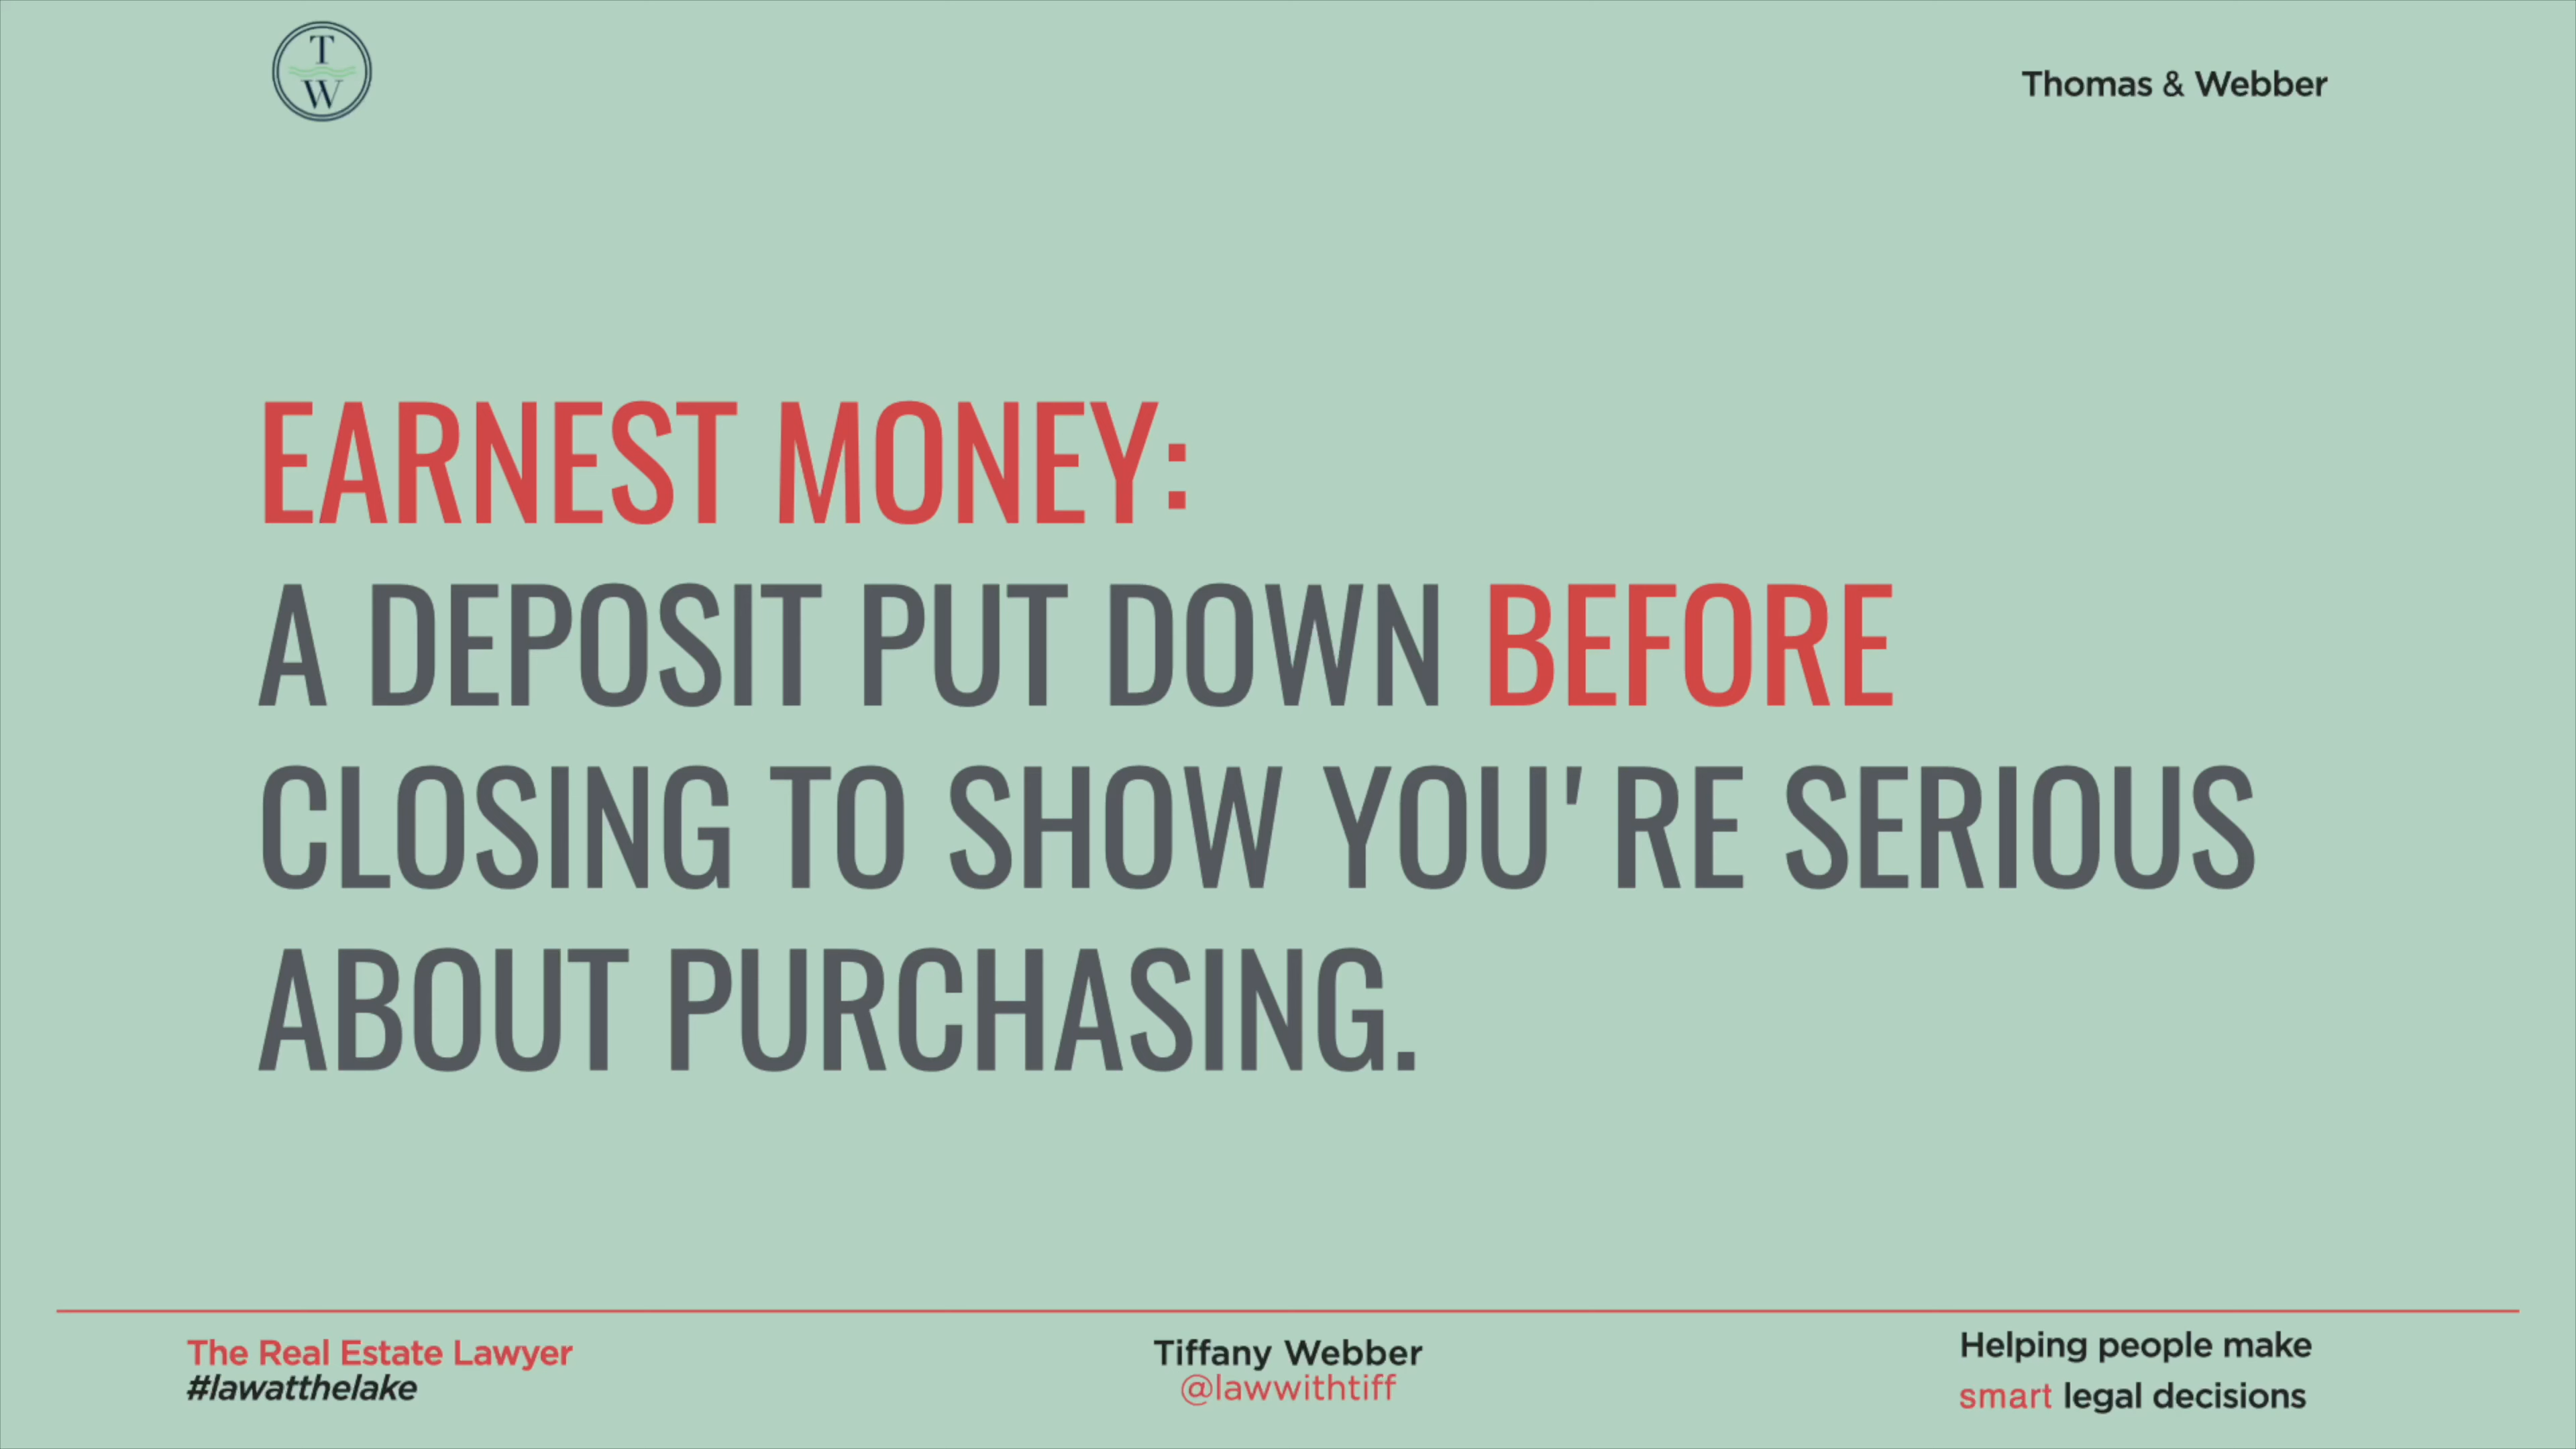 T
W
Thomas & Webber
EARNEST MONEY:
A DEPOSIT PUT DOWN BEFORE
CLOSING TO SHOW YOU'RE SERIOUS
ABOUT PURCHASING.
The Real Estate Lawyer
#lawatthelake
Tiffany Webber
@lawwithtiff
Helping people make
smart legal decisions